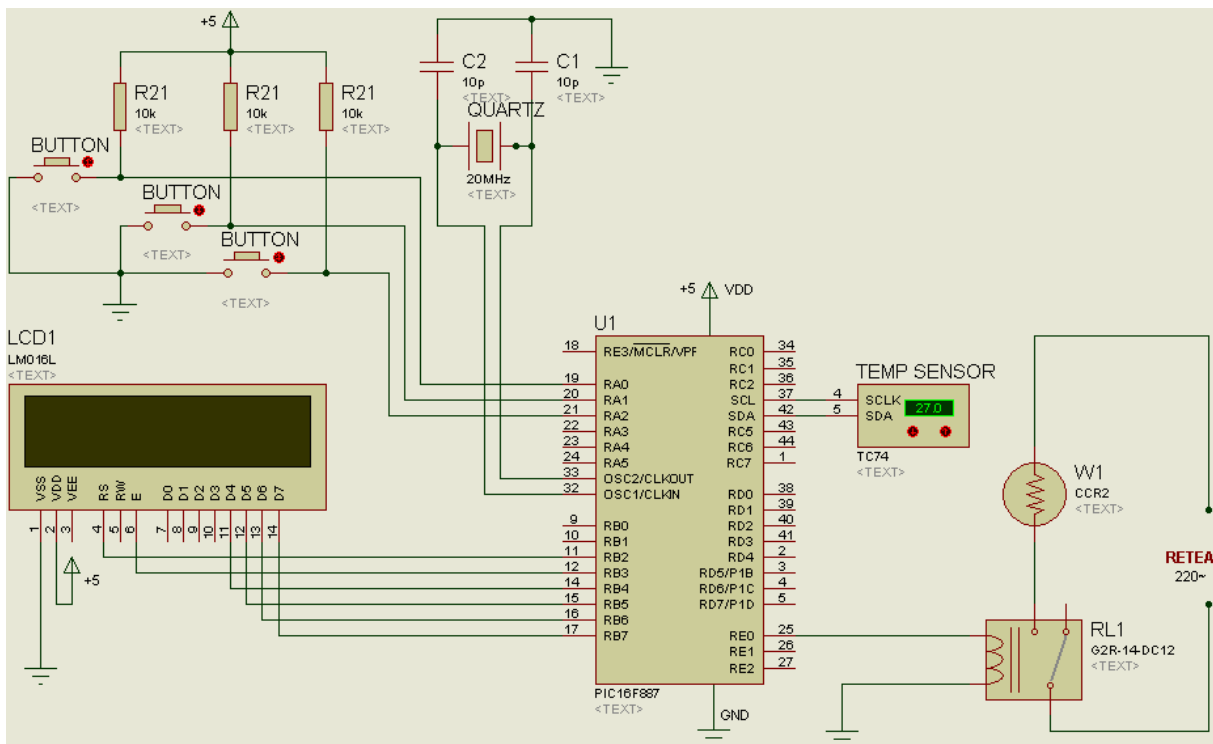 +5
R21
10k
<TEXT>
R21
10k
<TEXT>
R21
10k
<TEXT>
C2
10p
<TEXT>
C1
10p
<TEXT>
QUARTZ
20MHz
<TEXT>
BUTTON
<TEXT>
BUTTON
<TEXT>
BUTTON
<TEXT>
LCD1
LM016L
<TEXT>
VSS
VDD
VEE
RS
RW
E
D0
D1
D2
D3
D4
D5
D6
D7
1
2
3
4
5
6
7
8
9
10
11
12
13
14
+5
+5 VDD
U1
18 RE3/MCLR/VPF
19 RA0
20 RA1
21 RA2
22 RA3
23 RA4
24 RA5
33 OSC2/CLKOUT
32 OSC1/CLKIN
9 RB0
10 RB1
11 RB2
12 RB3
14 RB4
15 RB5
16 RB6
17 RB7
RC0 34
RC1 35
RC2 36
SCL 37
SDA 42
RC5 43
RC6 44
RC7 1
RD0 38
RD1 39
RD2 40
RD3 41
RD4 2
RD5/P1B 3
RD6/P1C 4
RD7/P1D 5
RE0 25
RE1 26
RE2 27
PIC16F887
<TEXT>
GND
TEMP SENSOR
4 SCLK
5 SDA
27.0
TC74
<TEXT>
W1
CCR2
<TEXT>
RETEA
220~
RL1
G2R-14-DC12
<TEXT>